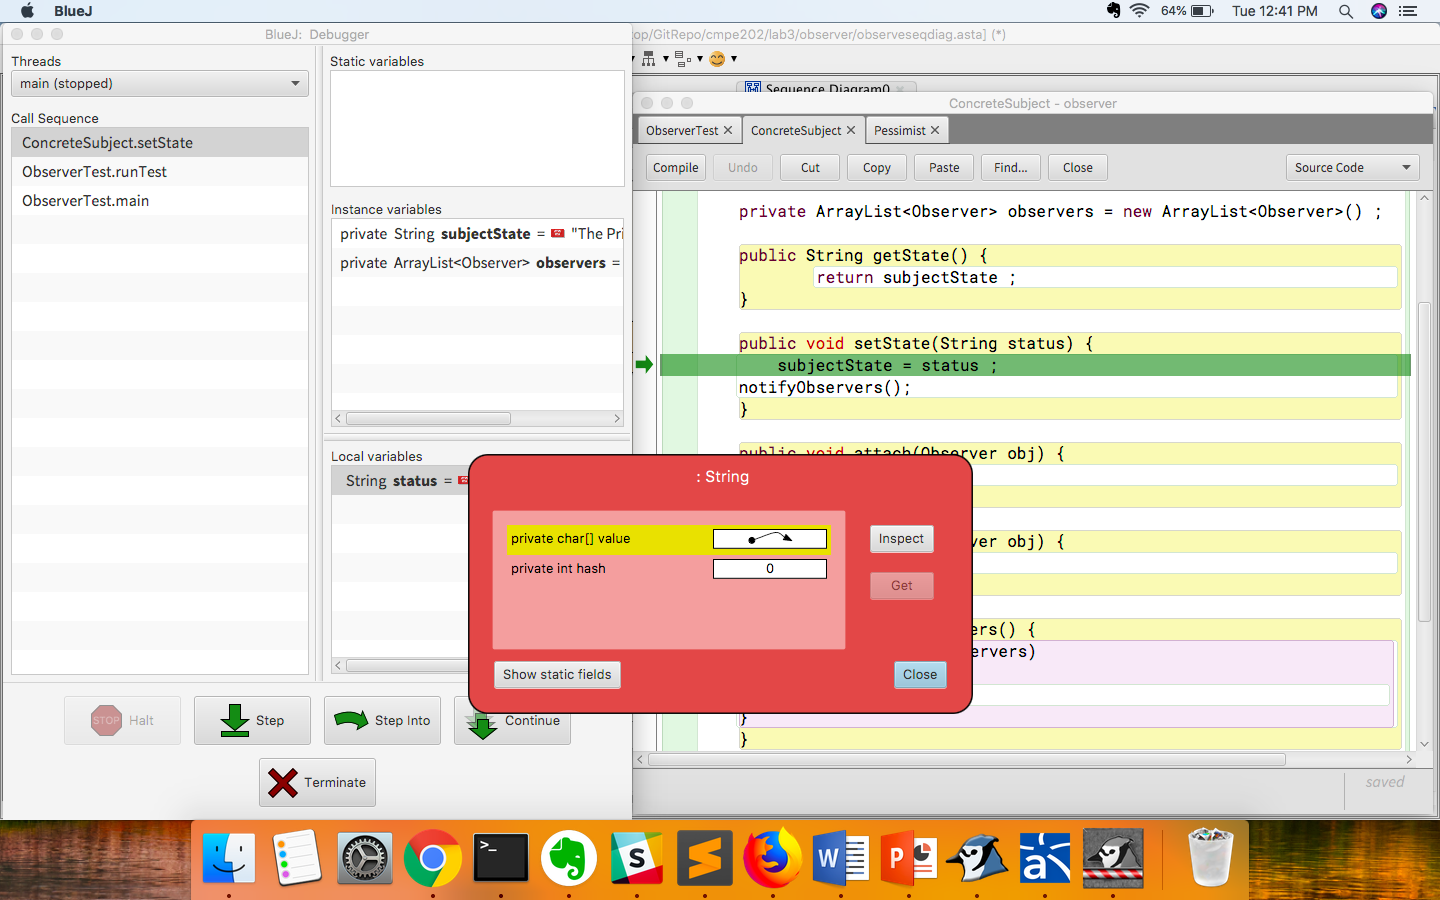 BlueJ
64%
Tue 12:41 PM
BlueJ: Debugger
op/GitRepo/cmpe202/lab3/observer/observeseqdiag.asta] (*)
Threads
main (stopped)
Call Sequence
ConcreteSubject.setState
ObserverTest.runTest
ObserverTest.main
Static variables
Instance variables
private String subjectState = "The Pri
private ArrayList<Observer> observers =
Local variables
String status =
Halt
STOP
Step
Step Into
Continue
Terminate
Sequence Diagram0
ConcreteSubject - observer
ObserverTest
ConcreteSubject
Pessimist
Compile
Undo
Cut
Copy
Paste
Find...
Close
Source Code
private ArrayList<Observer> observers = new ArrayList<Observer>() ;
public String getState() {
return subjectState ;
}
public void setState(String status) {
subjectState = status ;
notifyObservers();
}
public void attach(Observer obj) {
ver obj) {
ers() {
ervers)
}
}
saved
: String
private char[] value
private int hash
0
Inspect
Get
Show static fields
Close